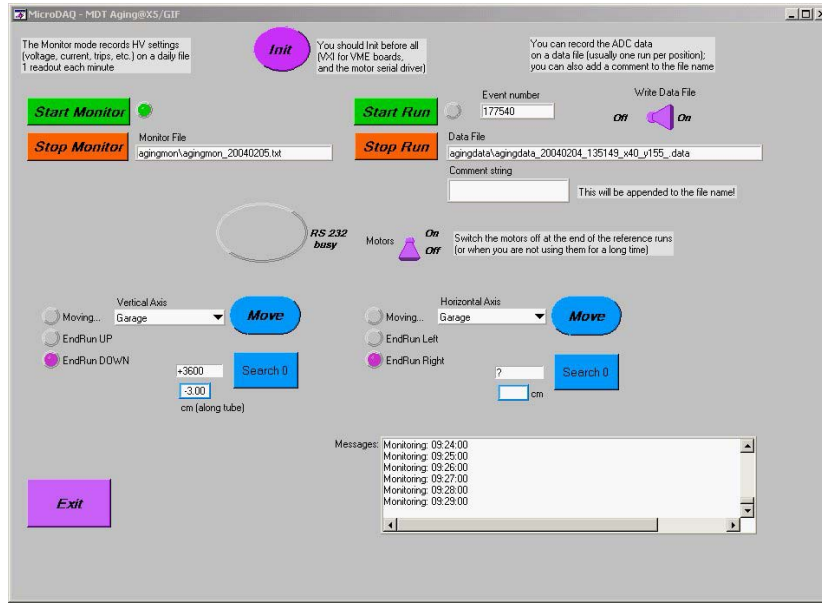 MicroDAQ - MDT Aging@X5/GIF
The Monitor mode records HV settings
(voltage, current, trips, etc.) on a daily file
1 readout each minute
Init
You should Init before all
(VXI for VME boards,
and the motor serial driver)
You can record the ADC data
on a data file (usually one run per position);
you can also add a comment to the file name
Start Monitor
Start Run
Event number
177540
Write Data File
Off
On
Stop Monitor
Monitor File
agingmon\agingmon_20040205.txt
Stop Run
Data File
agingdata\agingdata_20040204_135149_x40_y155_.data
Comment string
This will be appended to the file name!
RS 232
busy
Motors
On
Off
Switch the motors off at the end of the reference runs
(or when you are not using them for a long time)
Vertical Axis
Moving...
Garage
Move
EndRun UP
EndRun DOWN
+3600
Search 0
-3.00
cm (along tube)
Horizontal Axis
Moving...
Garage
Move
EndRun Left
EndRun Right
?
Search 0
cm
Messages:
Monitoring: 09:24:00
Monitoring: 09:25:00
Monitoring: 09:26:00
Monitoring: 09:27:00
Monitoring: 09:28:00
Monitoring: 09:29:00
Exit